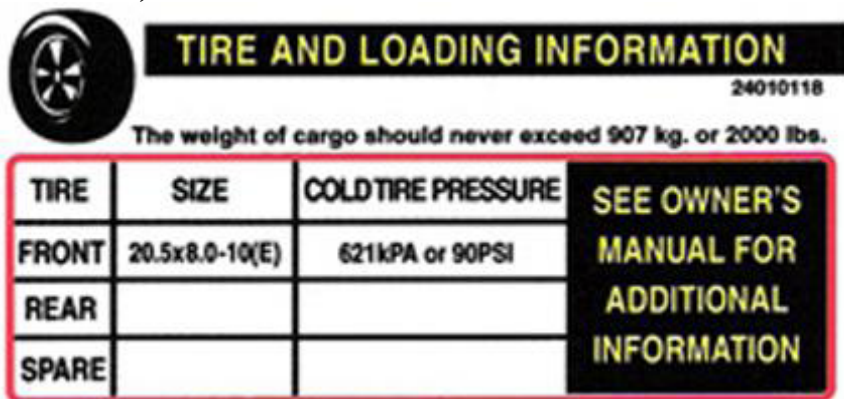 TIRE AND LOADING INFORMATION
24010118
The weight of cargo should never exceed 907 kg. or 2000 lbs.
TIRE SIZE COLD TIRE PRESSURE
FRONT 20.5x8.0-10(E) 621kPA or 90PSI
REAR
SPARE
SEE OWNER'S
MANUAL FOR
ADDITIONAL
INFORMATION